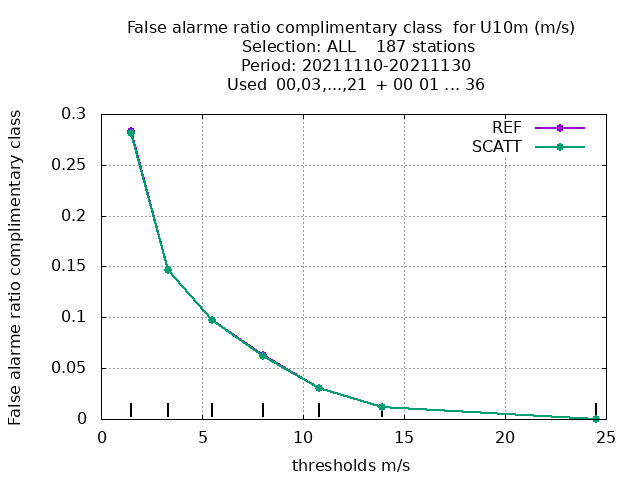 False alarme ratio complimentary class  for U10m (m/s)
Selection: ALL    187 stations
Period: 20211110-20211130
Used  00,03,...,21  + 00 01 ... 36
False alarme ratio complimentary class
0.3
0.25
0.2
0.15
0.1
0.05
0
REF
SCATT
0 5 10 15 20 25
thresholds m/s